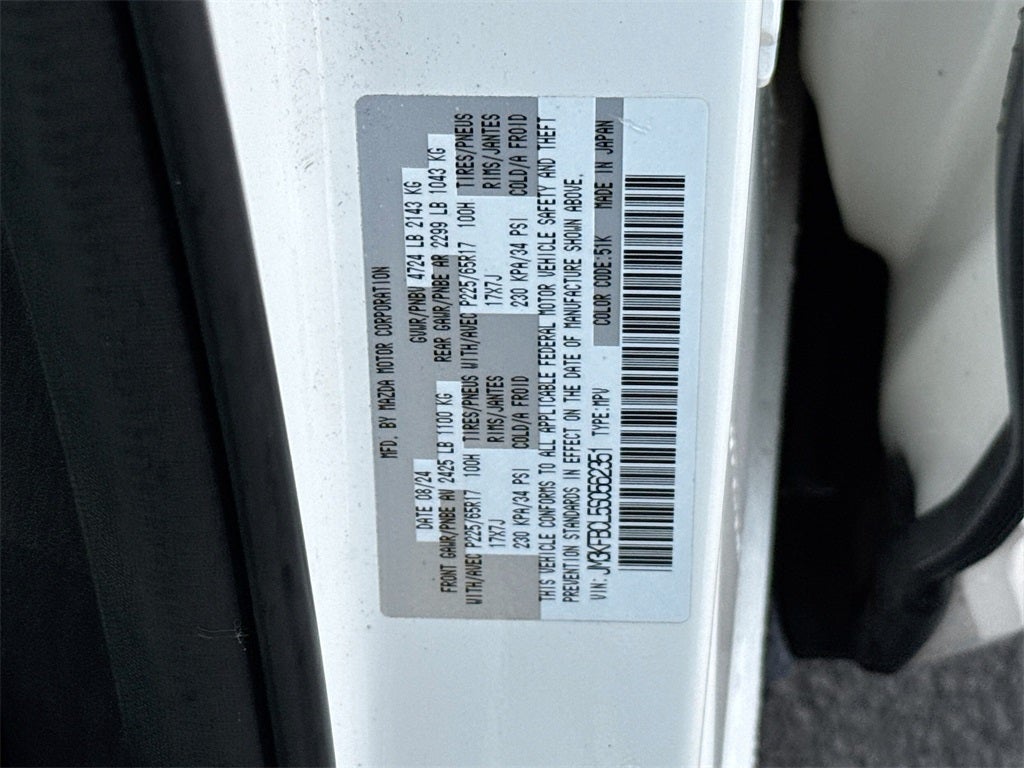 MFD. BY MAZDA MOTOR CORPORATION
DATE 08/24 GVWR/PNBV 4724 LB 2143 KG
FRONT GAWR/PNBE AV 2425 LB 1100 KG REAR GAWR/PNBE AR 2299 LB 1043 KG
WITH/AVEC P225/65R17 100H TIRES/PNEUS WITH/AVEC P225/65R17 100H TIRES/PNEUS
17X7J RIMS/JANTES 17X7J RIMS/JANTES
230 KPA/34 PSI COLD/A FROID 230 KPA/34 PSI COLD/A FROID
THIS VEHICLE CONFORMS TO ALL APPLICABLE FEDERAL MOTOR VEHICLE SAFETY AND THEFT
PREVENTION STANDARDS IN EFFECT ON THE DATE OF MANUFACTURE SHOWN ABOVE.
VIN: JM3KFBCL5S0562351 TYPE:MPV COLOR CODE:51K MADE IN JAPAN